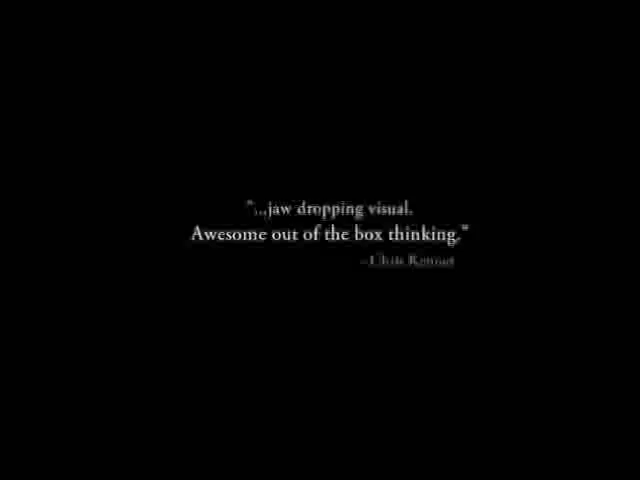 "...jaw dropping visual.
Awesome out of the box thinking."